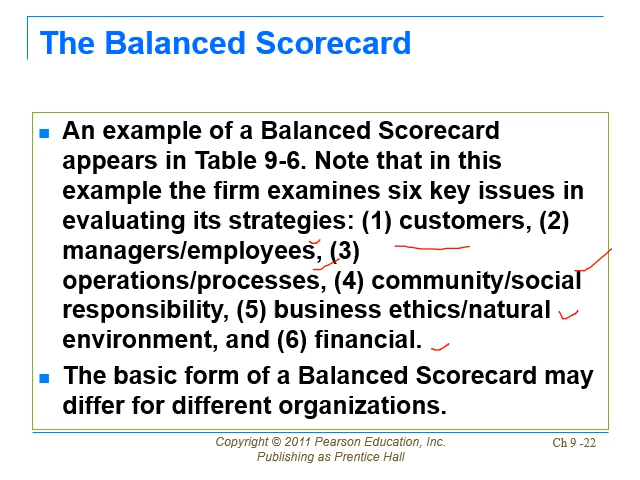 The Balanced Scorecard
An example of a Balanced Scorecard
appears in Table 9-6. Note that in this
example the firm examines six key issues in
evaluating its strategies: (1) customers, (2)
managers/employees, (3)
operations/processes, (4) community/social
responsibility, (5) business ethics/natural
environment, and (6) financial.
The basic form of a Balanced Scorecard may
differ for different organizations.
Copyright © 2011 Pearson Education, Inc.
Publishing as Prentice Hall
Ch 9 -22